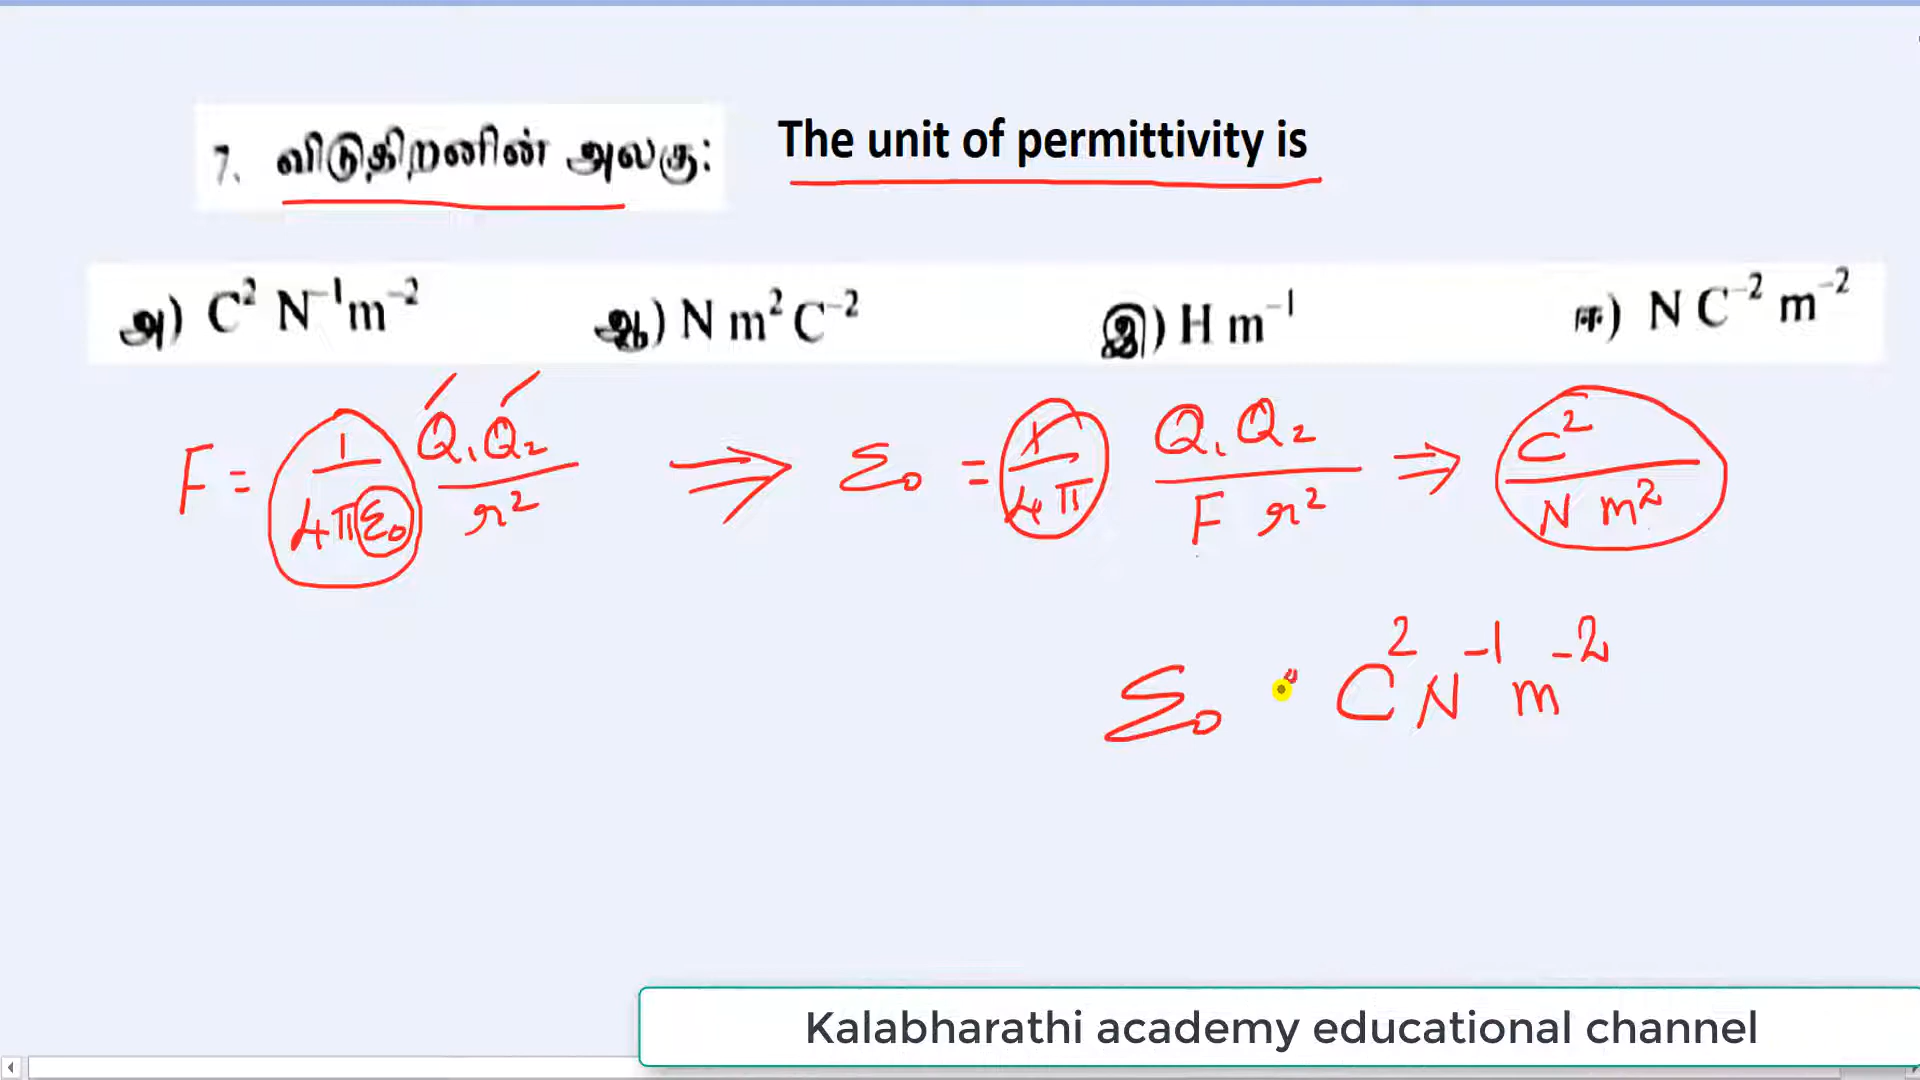 7. விடுதிறனின் அலகு: The unit of permittivity is
அ) C² N⁻¹m⁻² ஆ) N m² C⁻² இ) H m⁻¹ ஈ) N C⁻² m⁻²
F = 1/4πε₀ Q₁Q₂/r² ⇒ ε₀ = 1/4π Q₁Q₂/F r² ⇒ C²/N m²
ε₀ C² N⁻¹ m⁻²
Kalabharathi academy educational channel